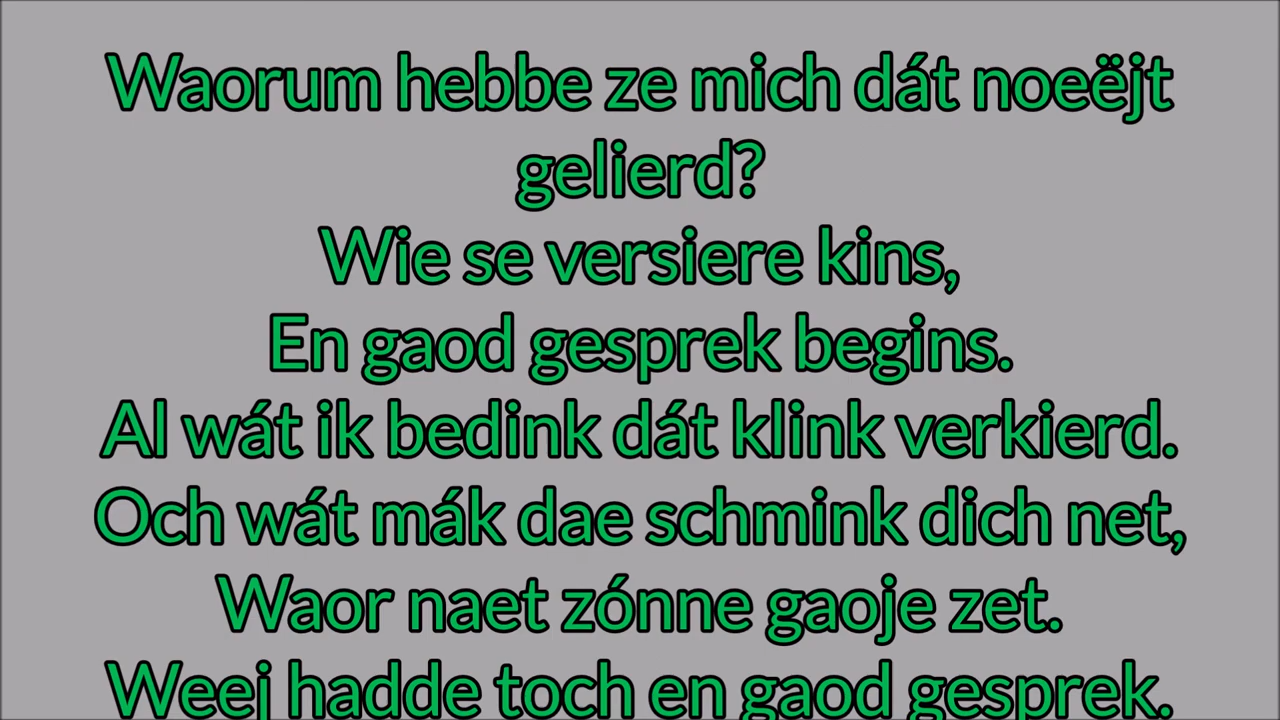 Waorum hebbe ze mich dát noeëjt
gelierd?
Wie se versiere kins,
En gaod gesprek begins.
Al wát ik bedink dát klink verkierd.
Och wát mák dae schmink dich net,
Waor naet zónne gaoje zet.
Weej hadde toch en gaod gesprek.